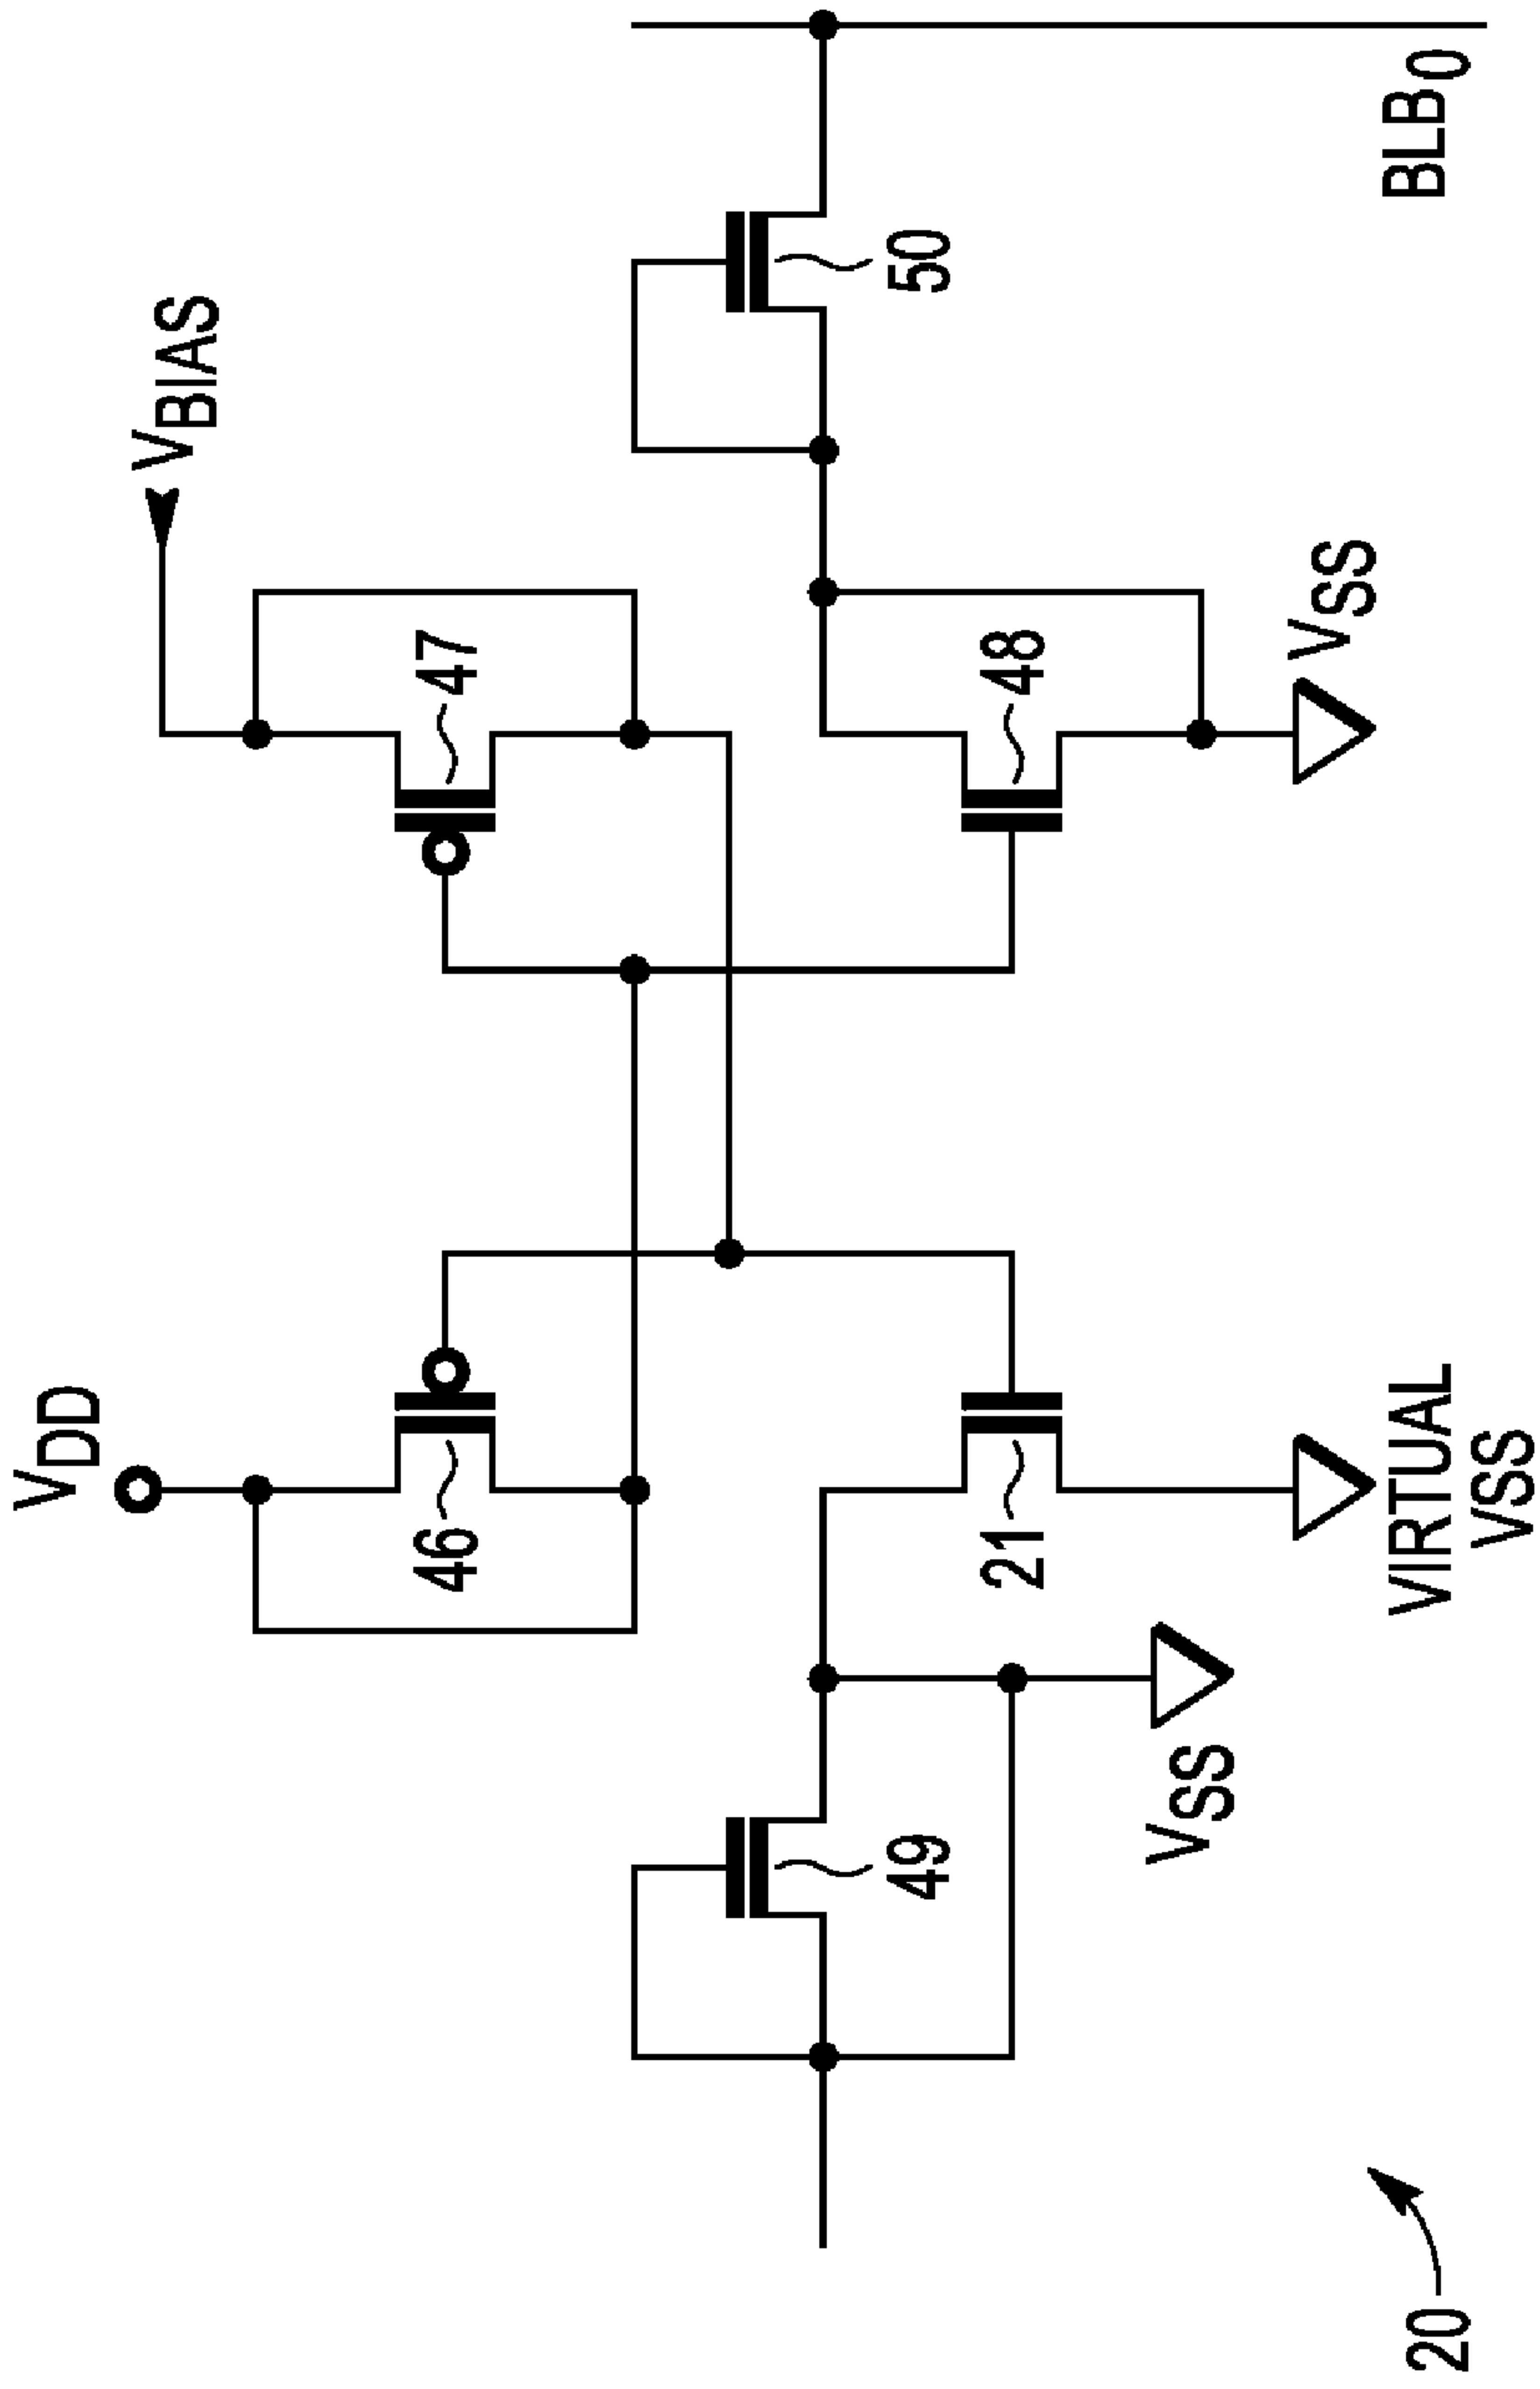 V_DD
V_BIAS
46
47
49
50
21
48
V_SS
V_SS
VIRTUAL
VSS
BLB_0
20